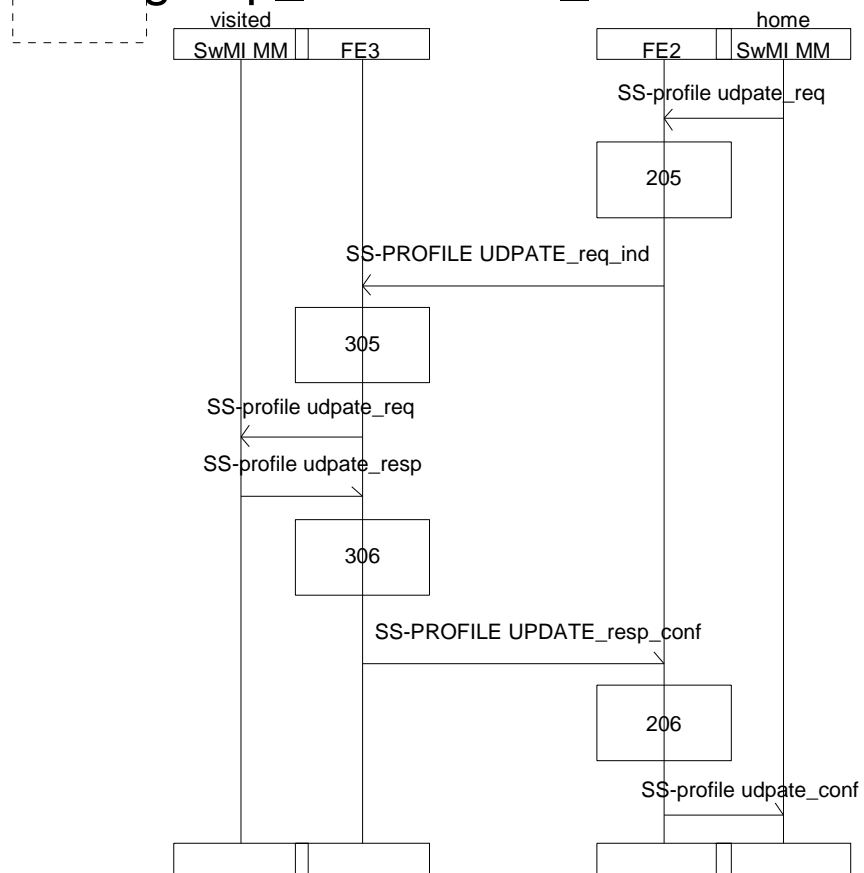 visited
home
SwMI MM
FE3
FE2
SwMI MM
SS-profile udpate_req
205
SS-PROFILE UDPATE_req_ind
305
SS-profile udpate_req
SS-profile udpate_resp
306
SS-PROFILE UPDATE_resp_conf
206
SS-profile udpate_conf